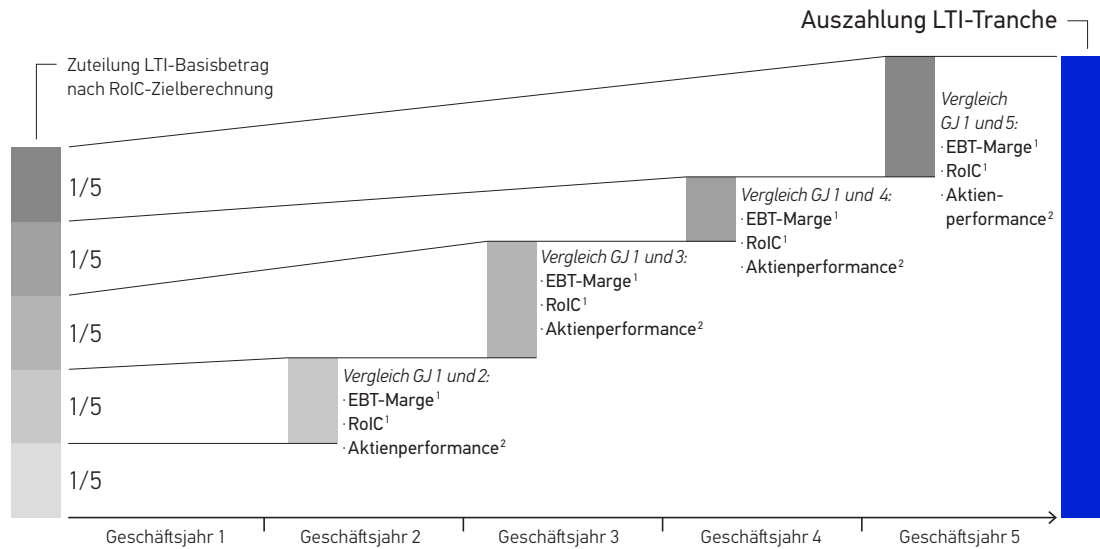 Auszahlung LTI-Tranche
Zuteilung LTI-Basisbetrag
nach RoIC-Zielberechnung
Vergleich
GJ 1 und 5:
· EBT-Marge¹
· RoIC¹
· Aktien-
performance²
1/5
Vergleich GJ 1 und 4:
· EBT-Marge¹
· RoIC¹
· Aktienperformance²
1/5
Vergleich GJ 1 und 3:
· EBT-Marge¹
· RoIC¹
· Aktienperformance²
1/5
Vergleich GJ 1 und 2:
· EBT-Marge¹
· RoIC¹
· Aktienperformance²
1/5
1/5
Geschäftsjahr 1
Geschäftsjahr 2
Geschäftsjahr 3
Geschäftsjahr 4
Geschäftsjahr 5